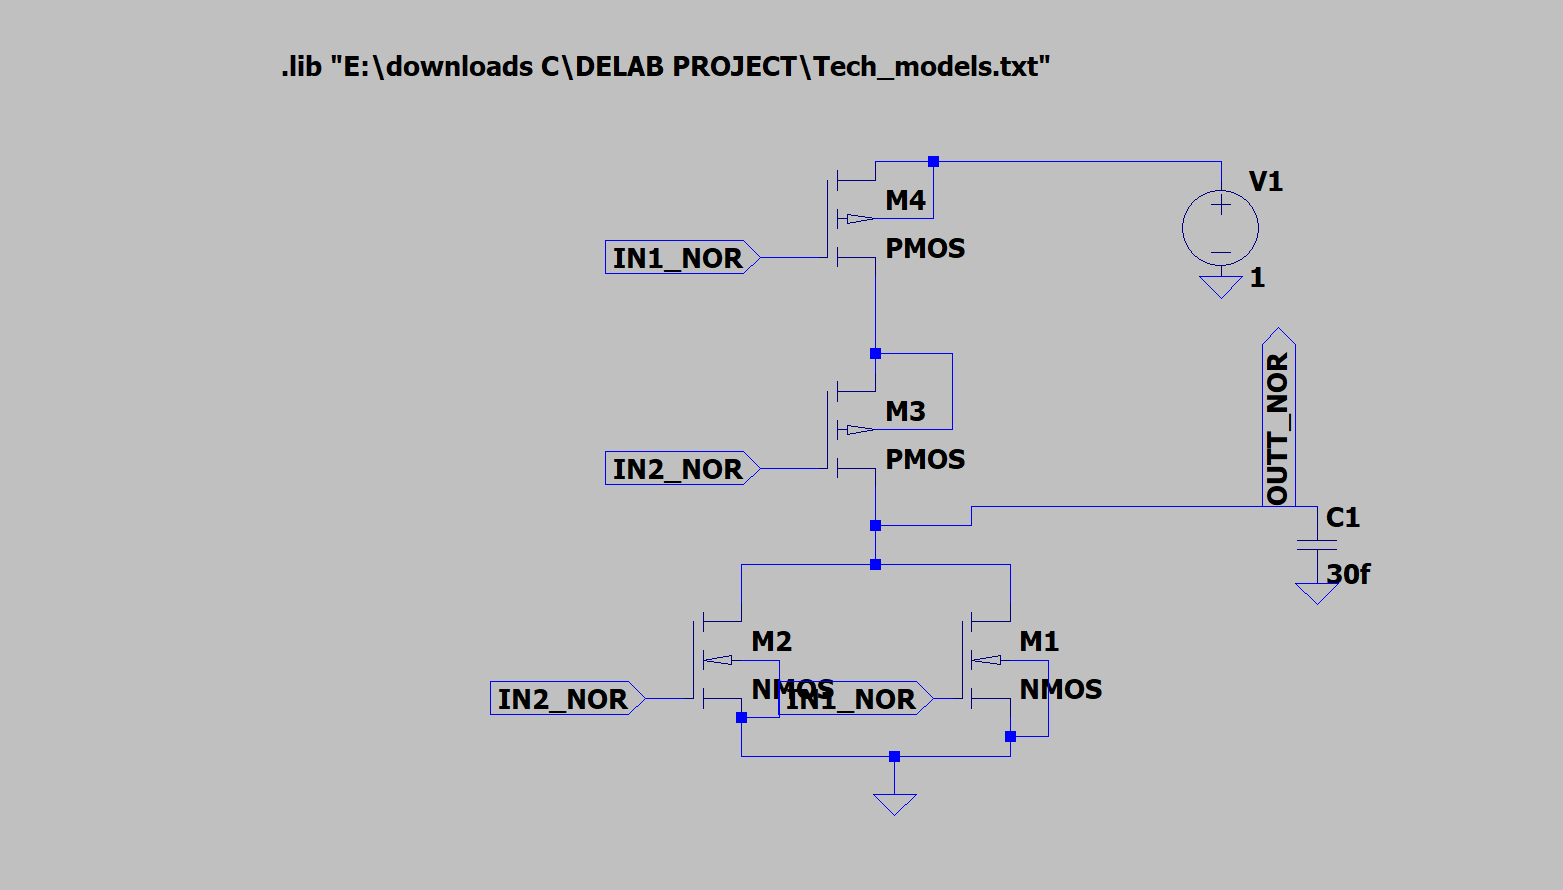 .lib "E:\downloads C\DELAB PROJECT\Tech_models.txt"
V1
M4
PMOS
IN1_NOR
1
OUTT_NOR
M3
PMOS
IN2_NOR
C1
30f
M2
M1
NMOS
NMOS
IN2_NOR
IN1_NOR